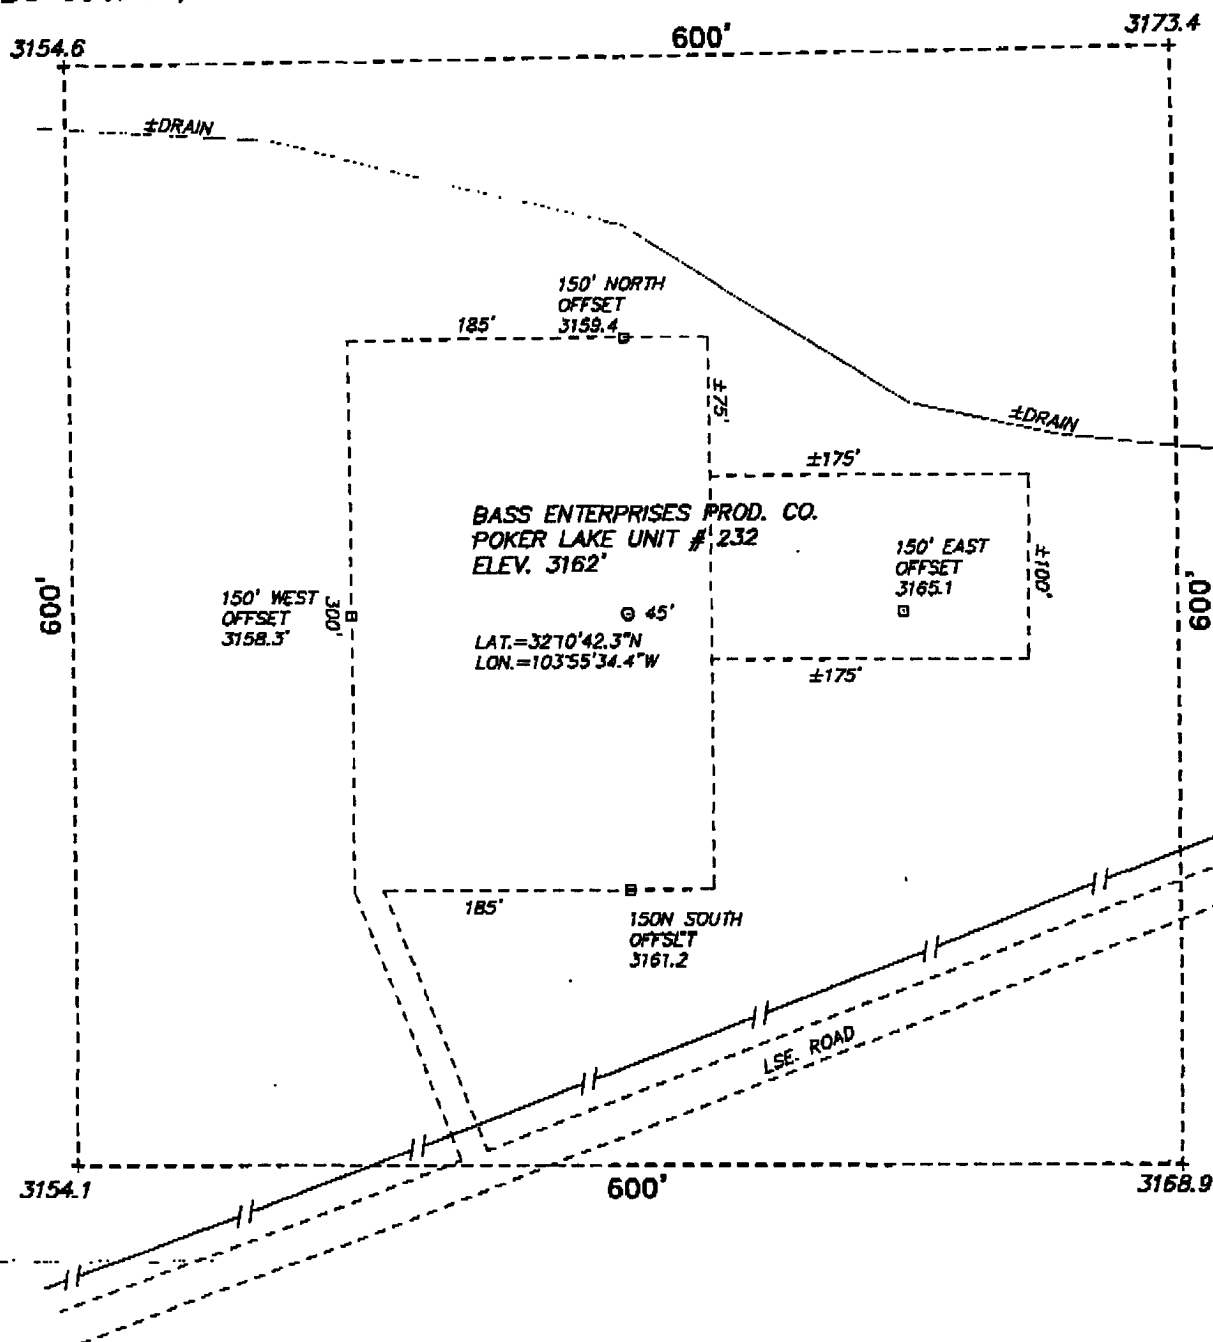 3154.6
600'
3173.4
±DRAIN
150' NORTH
OFFSET
3159.4
185'
±75'
±DRAIN
±175'
BASS ENTERPRISES PROD. CO.
POKER LAKE UNIT # 232
ELEV. 3162'
150' EAST
OFFSET
3165.1
±100'
600'
600'
150' WEST
OFFSET
3158.3'
300'
45'
LAT.=32°10'42.3"N
LON.=103°55'34.4"W
±175'
185'
150N SOUTH
OFFSET
3161.2
LSE. ROAD
3154.1
600'
3168.9